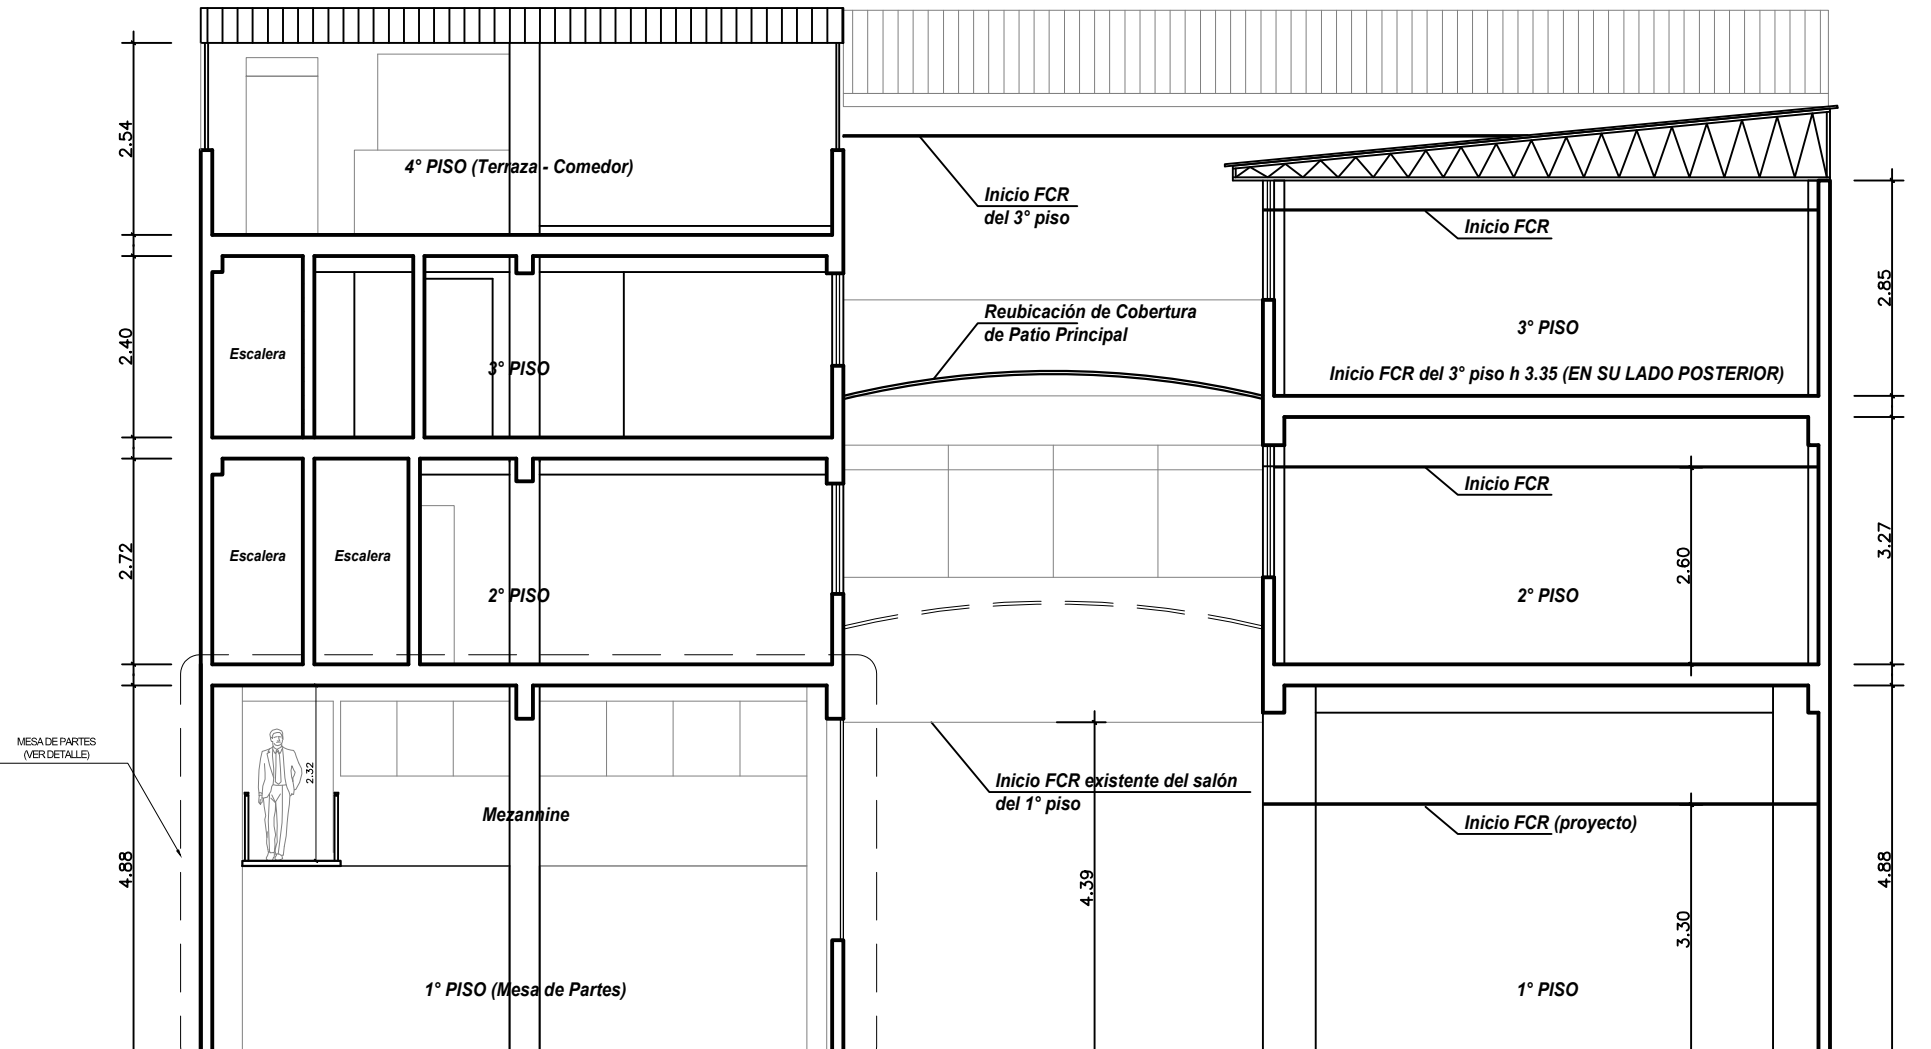 2.54
4° PISO (Terraza - Comedor)
Inicio FCR
del 3° piso
Inicio FCR
2.85
Reubicación de Cobertura
de Patio Principal
3° PISO
2.40
Escalera
3° PISO
Inicio FCR del 3° piso h 3.35 (EN SU LADO POSTERIOR)
Inicio FCR
3.27
2.72
Escalera
Escalera
2.60
2° PISO
2° PISO
MESA DE PARTES
(VER DETALLE)
2.32
Inicio FCR existente del salón
del 1° piso
Mezannine
Inicio FCR (proyecto)
4.88
4.39
4.88
3.30
1° PISO (Mesa de Partes)
1° PISO